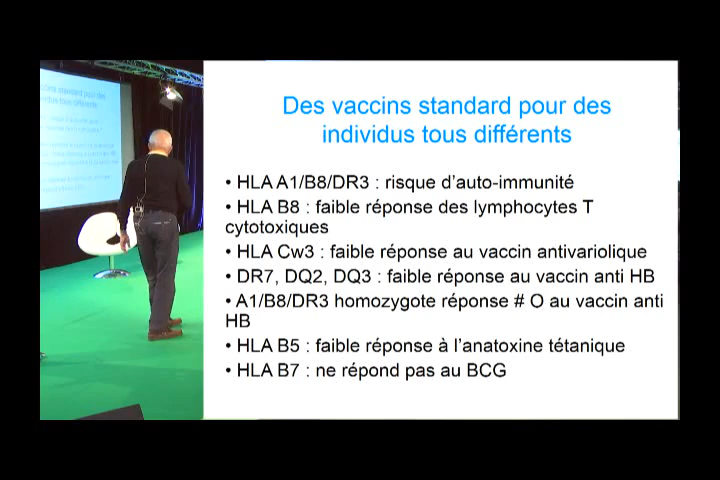 Des vaccins standard pour des
individus tous différents
• HLA A1/B8/DR3 : risque d'auto-immunité
• HLA B8 : faible réponse des lymphocytes T
cytotoxiques
• HLA Cw3 : faible réponse au vaccin antivariolique
• DR7, DQ2, DQ3 : faible réponse au vaccin anti HB
• A1/B8/DR3 homozygote réponse # O au vaccin anti
HB
• HLA B5 : faible réponse à l'anatoxine tétanique
• HLA B7 : ne répond pas au BCG